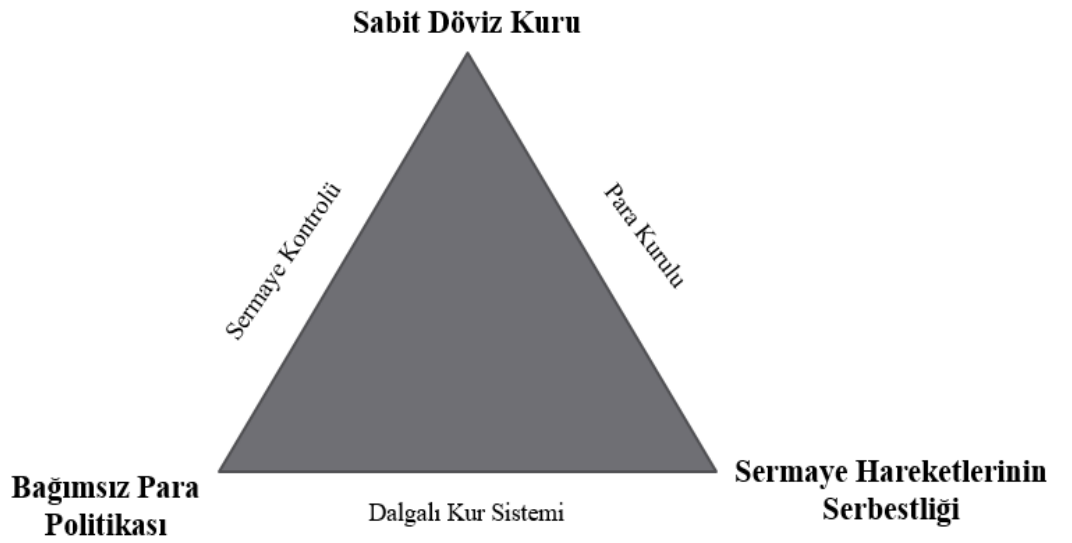 Sabit Döviz Kuru
Sermaye Kontrolü
Para Kurulu
Bağımsız Para
Politikası
Dalgalı Kur Sistemi
Sermaye Hareketlerinin
Serbestliği